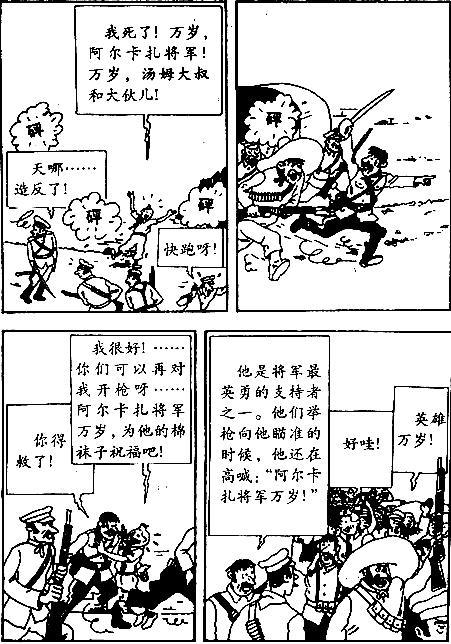 我死了！万岁，
阿尔卡扎将军！
万岁，汤姆大叔
和大伙儿！
砰
天哪……
造反了！
砰
砰
快跑呀！
砰
砰
我很好！……
你们可以再对
我开枪呀……
阿尔卡扎将军
万岁，为他的棉
袜子祝福吧！
你得
救了！
他是将军最
英勇的支持者
之一。他们举
枪向他瞄准的
时候，他还在
高喊：“阿尔卡
扎将军万岁！”
好哇！
英雄
万岁！